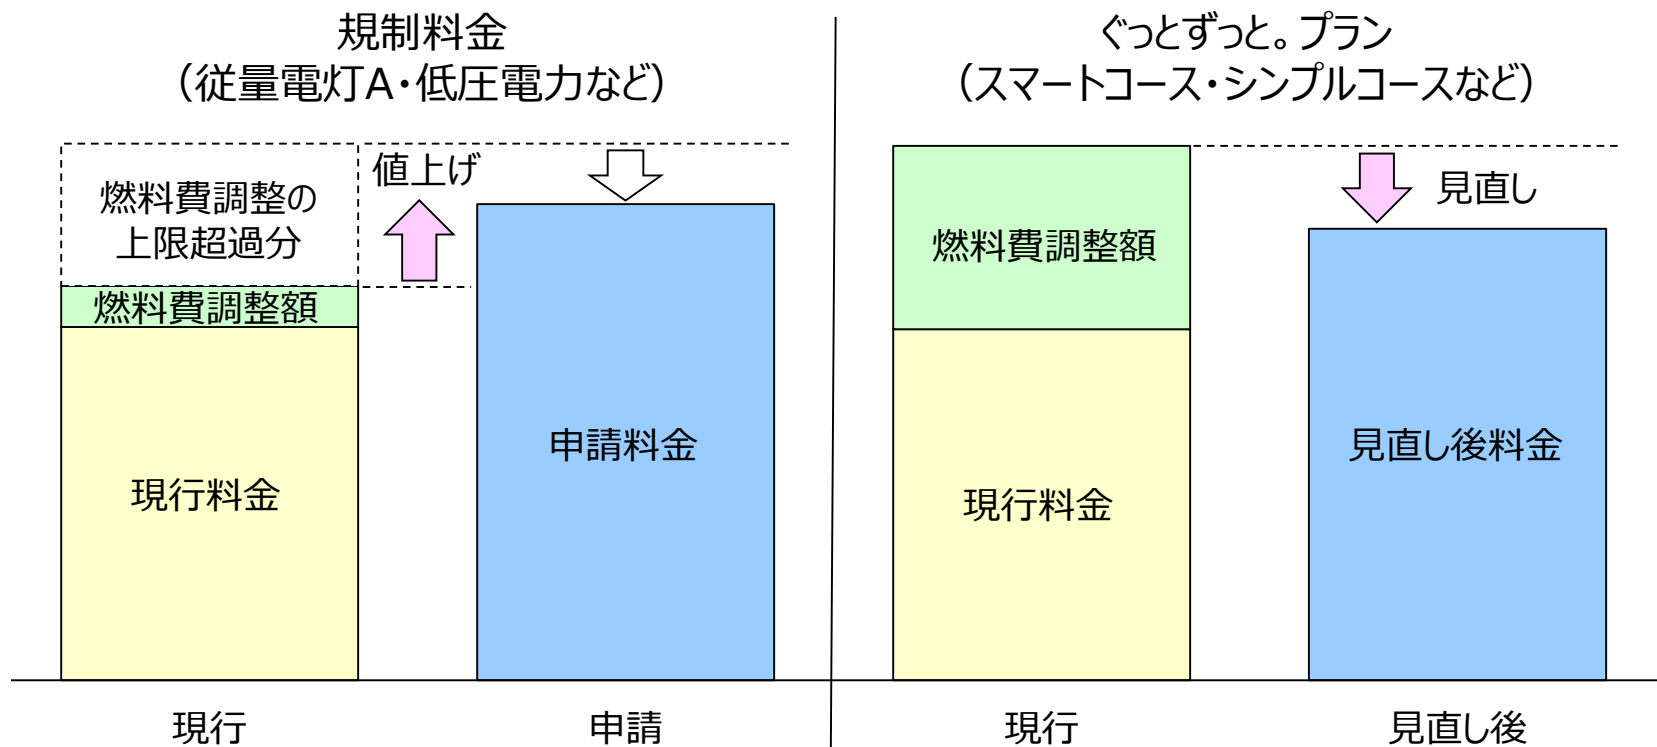 規制料金
（従量電灯A・低圧電力など）
値上げ
燃料費調整の
上限超過分
燃料費調整額
現行料金
申請料金
現行
申請
ぐっとずっと。プラン
（スマートコース・シンプルコースなど）
見直し
燃料費調整額
現行料金
見直し後料金
現行
見直し後